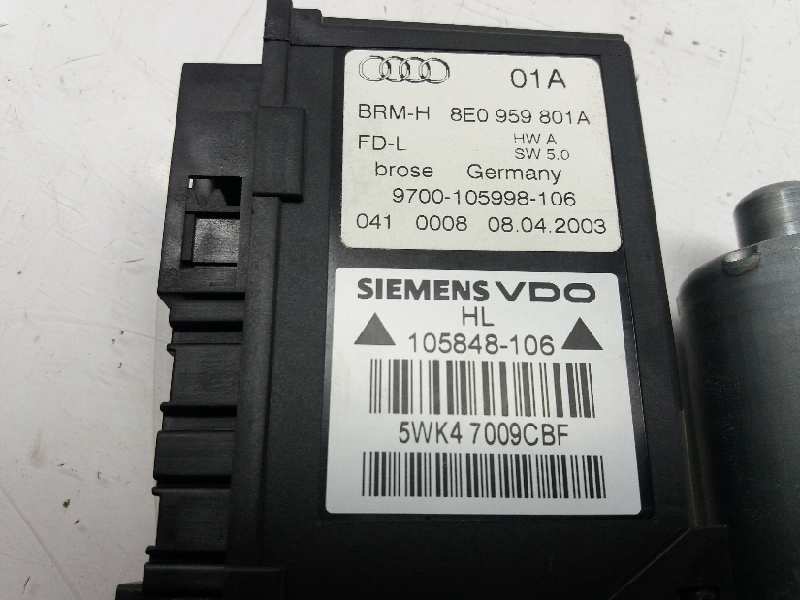 01A
BRM-H 8E0 959 801A
FD-L HW A
SW 5.0
brose Germany
9700-105998-106
041 0008 08.04.2003
SIEMENS VDO
HL
105848-106
5WK4 7009CBF